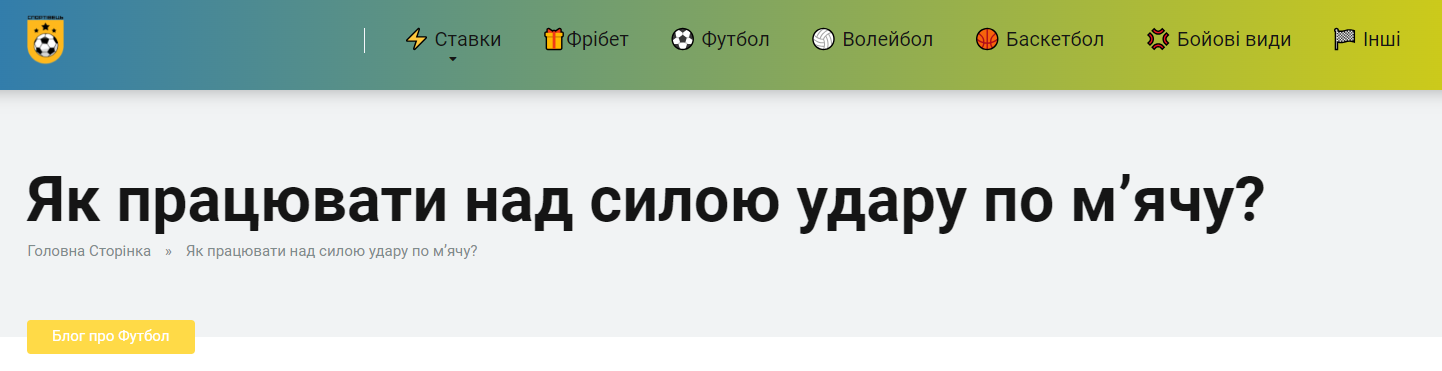 Ставки Фрібет Футбол Волейбол Баскетбол Бойові види Інші
Як працювати над силою удару по м’ячу?
Головна Сторінка » Як працювати над силою удару по м’ячу?
Блог про Футбол